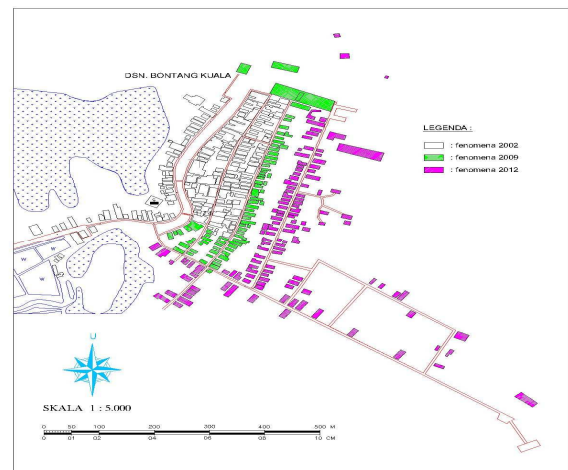 DSN. BONTANG KUALA
LEGENDA :
: fenomena 2002
: fenomena 2009
: fenomena 2012
W
W
W
U
SKALA 1 : 5.000
0 50 100 200 300 400 500 M
0 01 02 04 06 08 10 CM